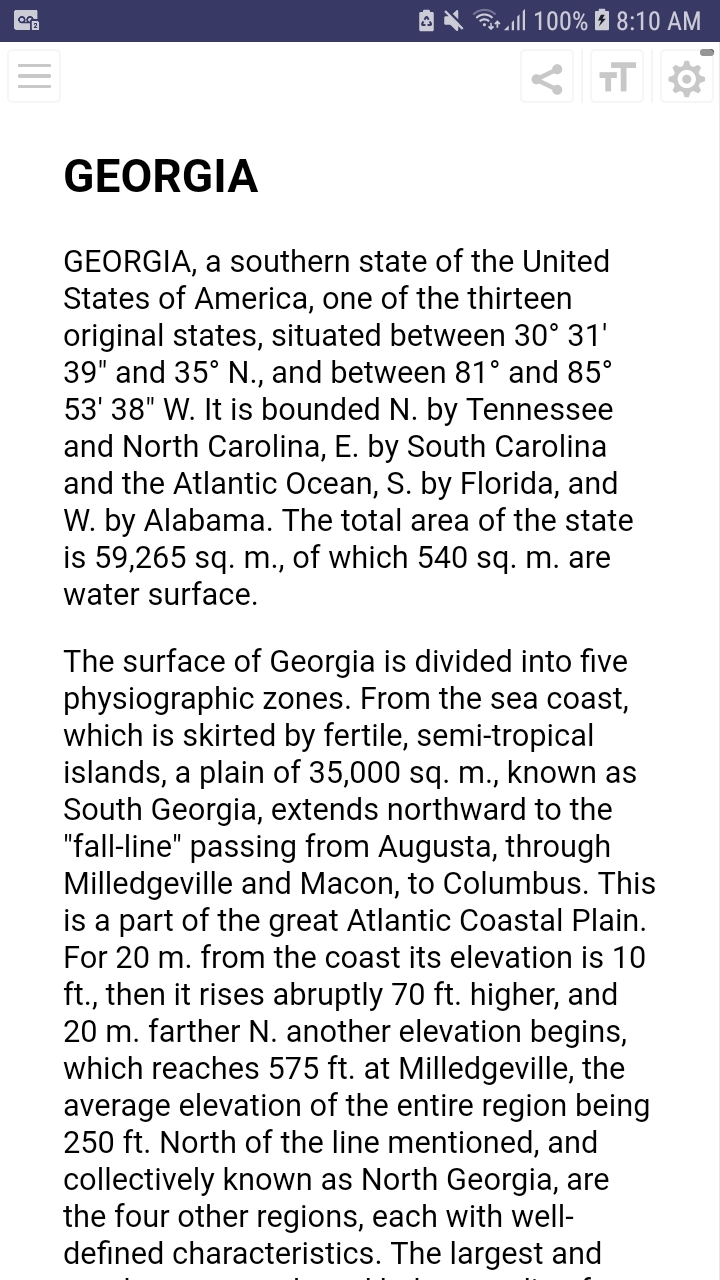 100% 8:10 AM
GEORGIA
GEORGIA, a southern state of the United
States of America, one of the thirteen
original states, situated between 30° 31'
39" and 35° N., and between 81° and 85°
53' 38" W. It is bounded N. by Tennessee
and North Carolina, E. by South Carolina
and the Atlantic Ocean, S. by Florida, and
W. by Alabama. The total area of the state
is 59,265 sq. m., of which 540 sq. m. are
water surface.
The surface of Georgia is divided into five
physiographic zones. From the sea coast,
which is skirted by fertile, semi-tropical
islands, a plain of 35,000 sq. m., known as
South Georgia, extends northward to the
"fall-line" passing from Augusta, through
Milledgeville and Macon, to Columbus. This
is a part of the great Atlantic Coastal Plain.
For 20 m. from the coast its elevation is 10
ft., then it rises abruptly 70 ft. higher, and
20 m. farther N. another elevation begins,
which reaches 575 ft. at Milledgeville, the
average elevation of the entire region being
250 ft. North of the line mentioned, and
collectively known as North Georgia, are
the four other regions, each with well-
defined characteristics. The largest and